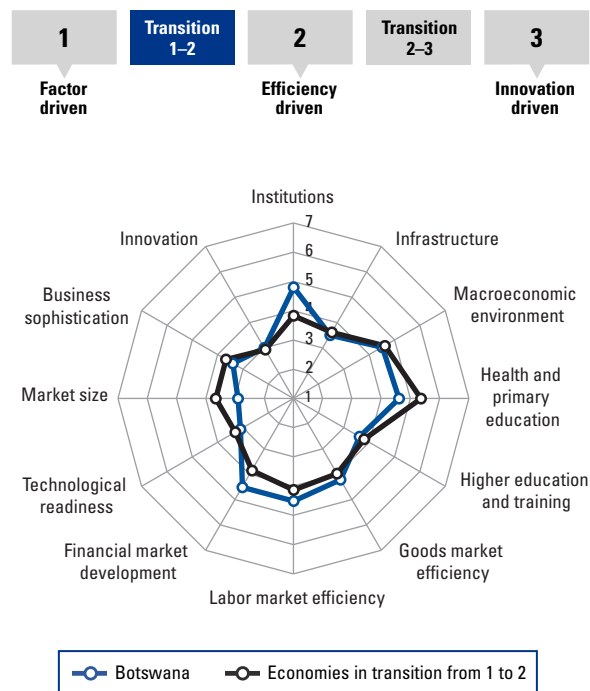 1
Transition
1–2
2
Transition
2–3
3
Factor
driven
Efficiency
driven
Innovation
driven
Institutions
7
Innovation
Infrastructure
6
Business
sophistication
5
Macroeconomic
environment
4
3
Market size
2
1
Health and
primary
education
Technological
readiness
Higher education
and training
Financial market
development
Goods market
efficiency
Labor market efficiency
Botswana
Economies in transition from 1 to 2